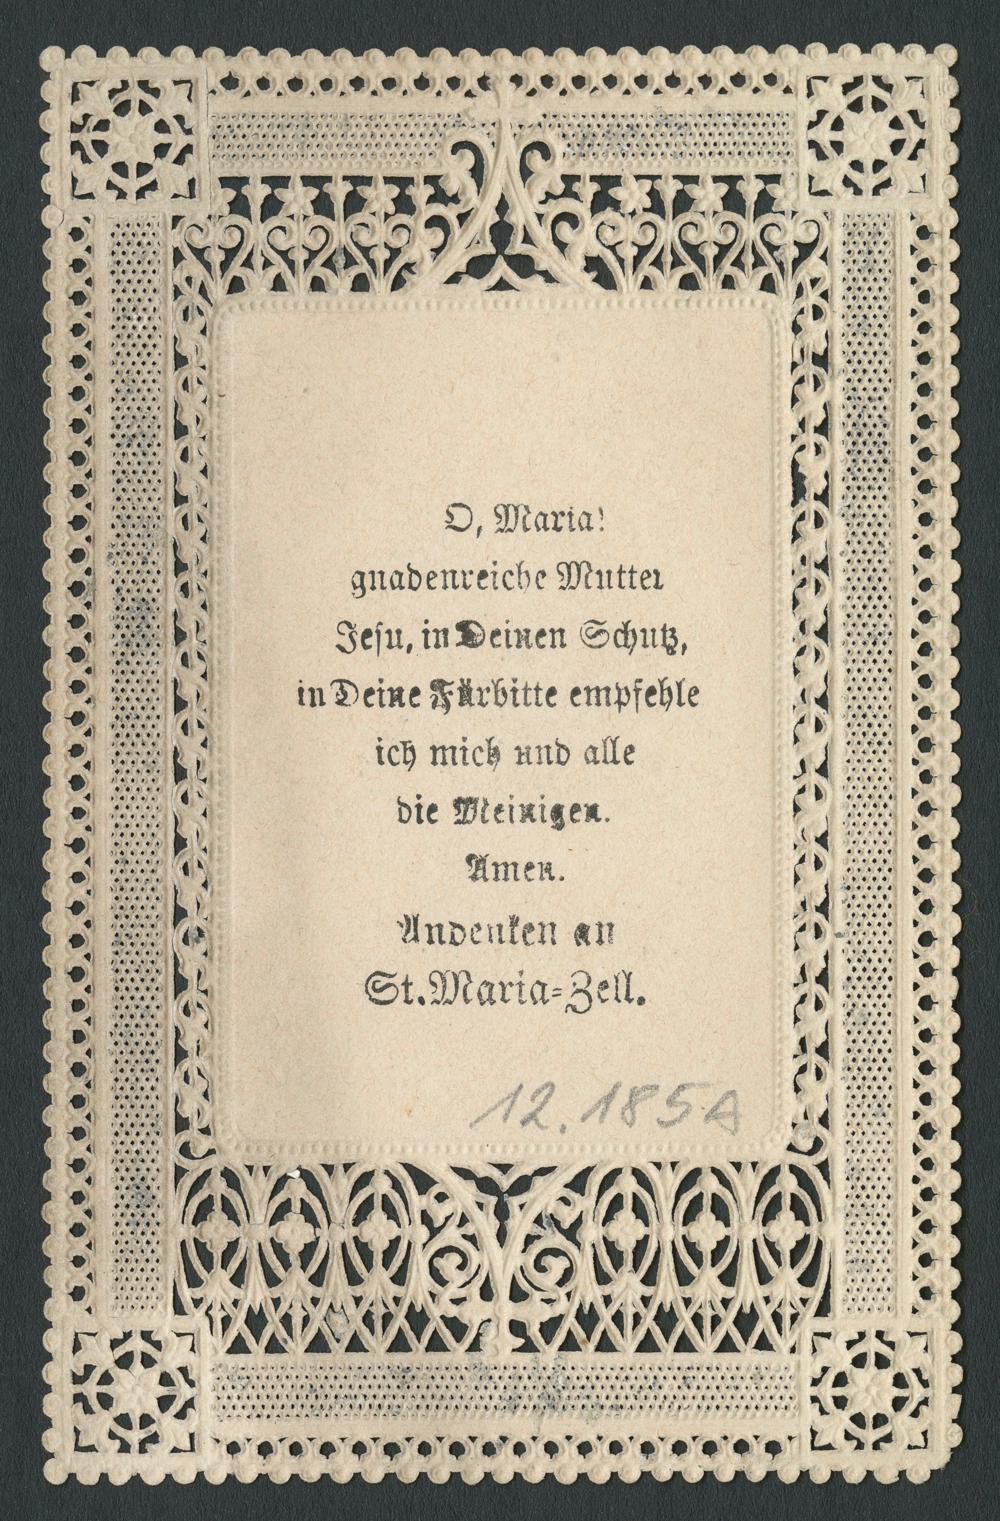 O, Maria!
gnadenreiche Mutter
Jesu, in Deinen Schutz,
in Deine Fürbitte empfehle
ich mich und alle
die Meinigen.
Amen.
Andenken an
St. Maria-Zell.
12.185A